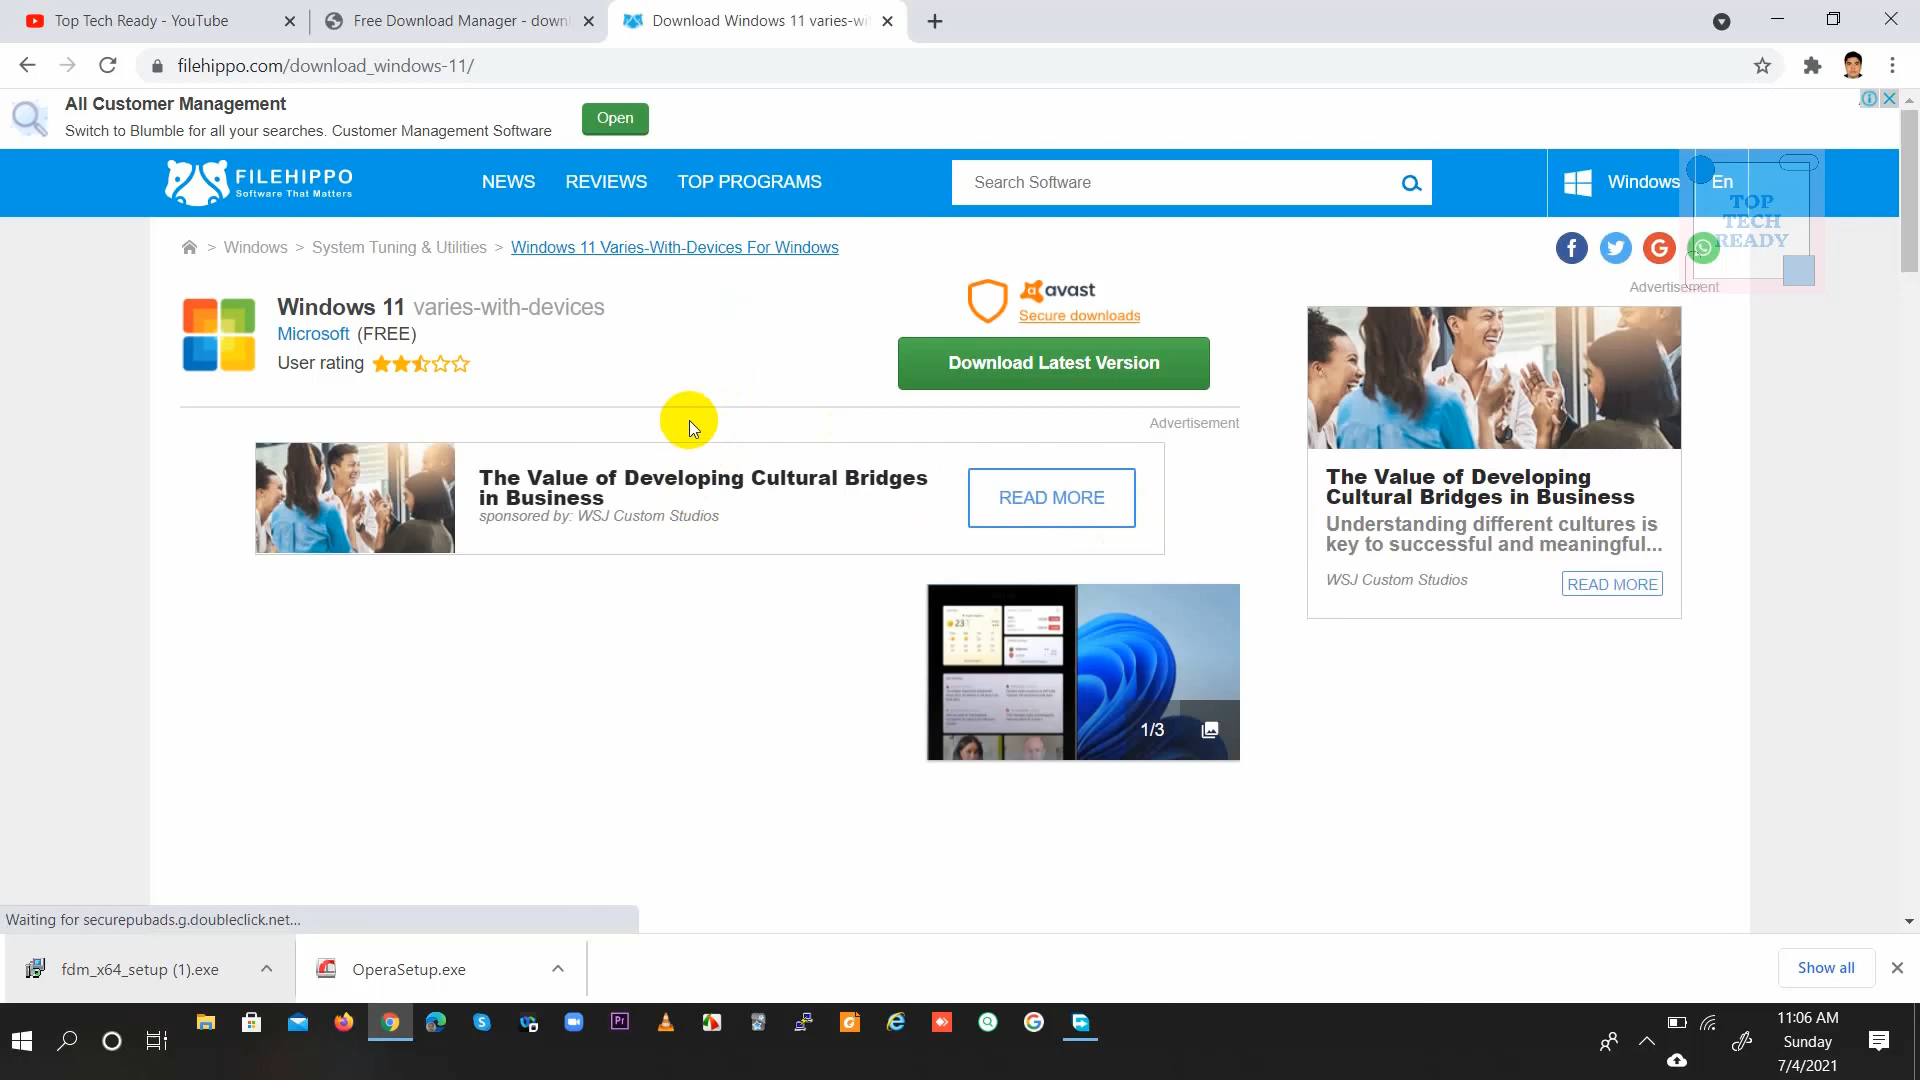 Top Tech Ready - YouTube
Free Download Manager - down
Download Windows 11 varies-wi
filehippo.com/download_windows-11/
All Customer Management
Switch to Blumble for all your searches. Customer Management Software
Open
FILEHIPPO
Software That Matters
NEWS
REVIEWS
TOP PROGRAMS
Search Software
Windows
En
TOP
TECH
READY
> Windows > System Tuning & Utilities > Windows 11 Varies-With-Devices For Windows
Advertisement
Windows 11 varies-with-devices
Microsoft (FREE)
User rating
avast
Secure downloads
Download Latest Version
Advertisement
The Value of Developing Cultural Bridges
in Business
sponsored by: WSJ Custom Studios
READ MORE
The Value of Developing
Cultural Bridges in Business
Understanding different cultures is
key to successful and meaningful...
WSJ Custom Studios
READ MORE
23
1/3
Waiting for securepubads.g.doubleclick.net...
fdm_x64_setup (1).exe
OperaSetup.exe
Show all
11:06 AM
Sunday
7/4/2021